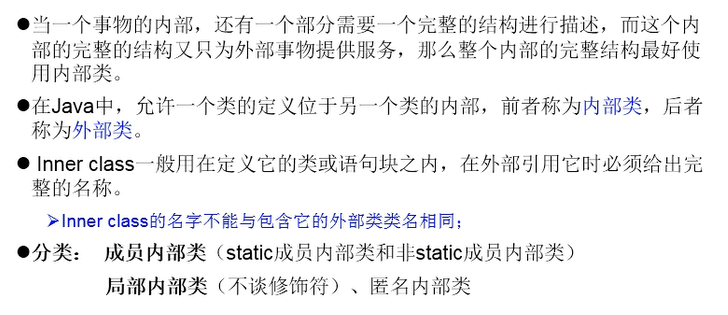 ●当一个事物的内部，还有一个部分需要一个完整的结构进行描述，而这个内
部的完整的结构又只为外部事物提供服务，那么整个内部的完整结构最好使
用内部类。
●在Java中，允许一个类的定义位于另一个类的内部，前者称为内部类，后者
称为外部类。
● Inner class一般用在定义它的类或语句块之内，在外部引用它时必须给出完
整的名称。
➢Inner class的名字不能与包含它的外部类类名相同；
●分类： 成员内部类（static成员内部类和非static成员内部类）
局部内部类（不谈修饰符）、匿名内部类